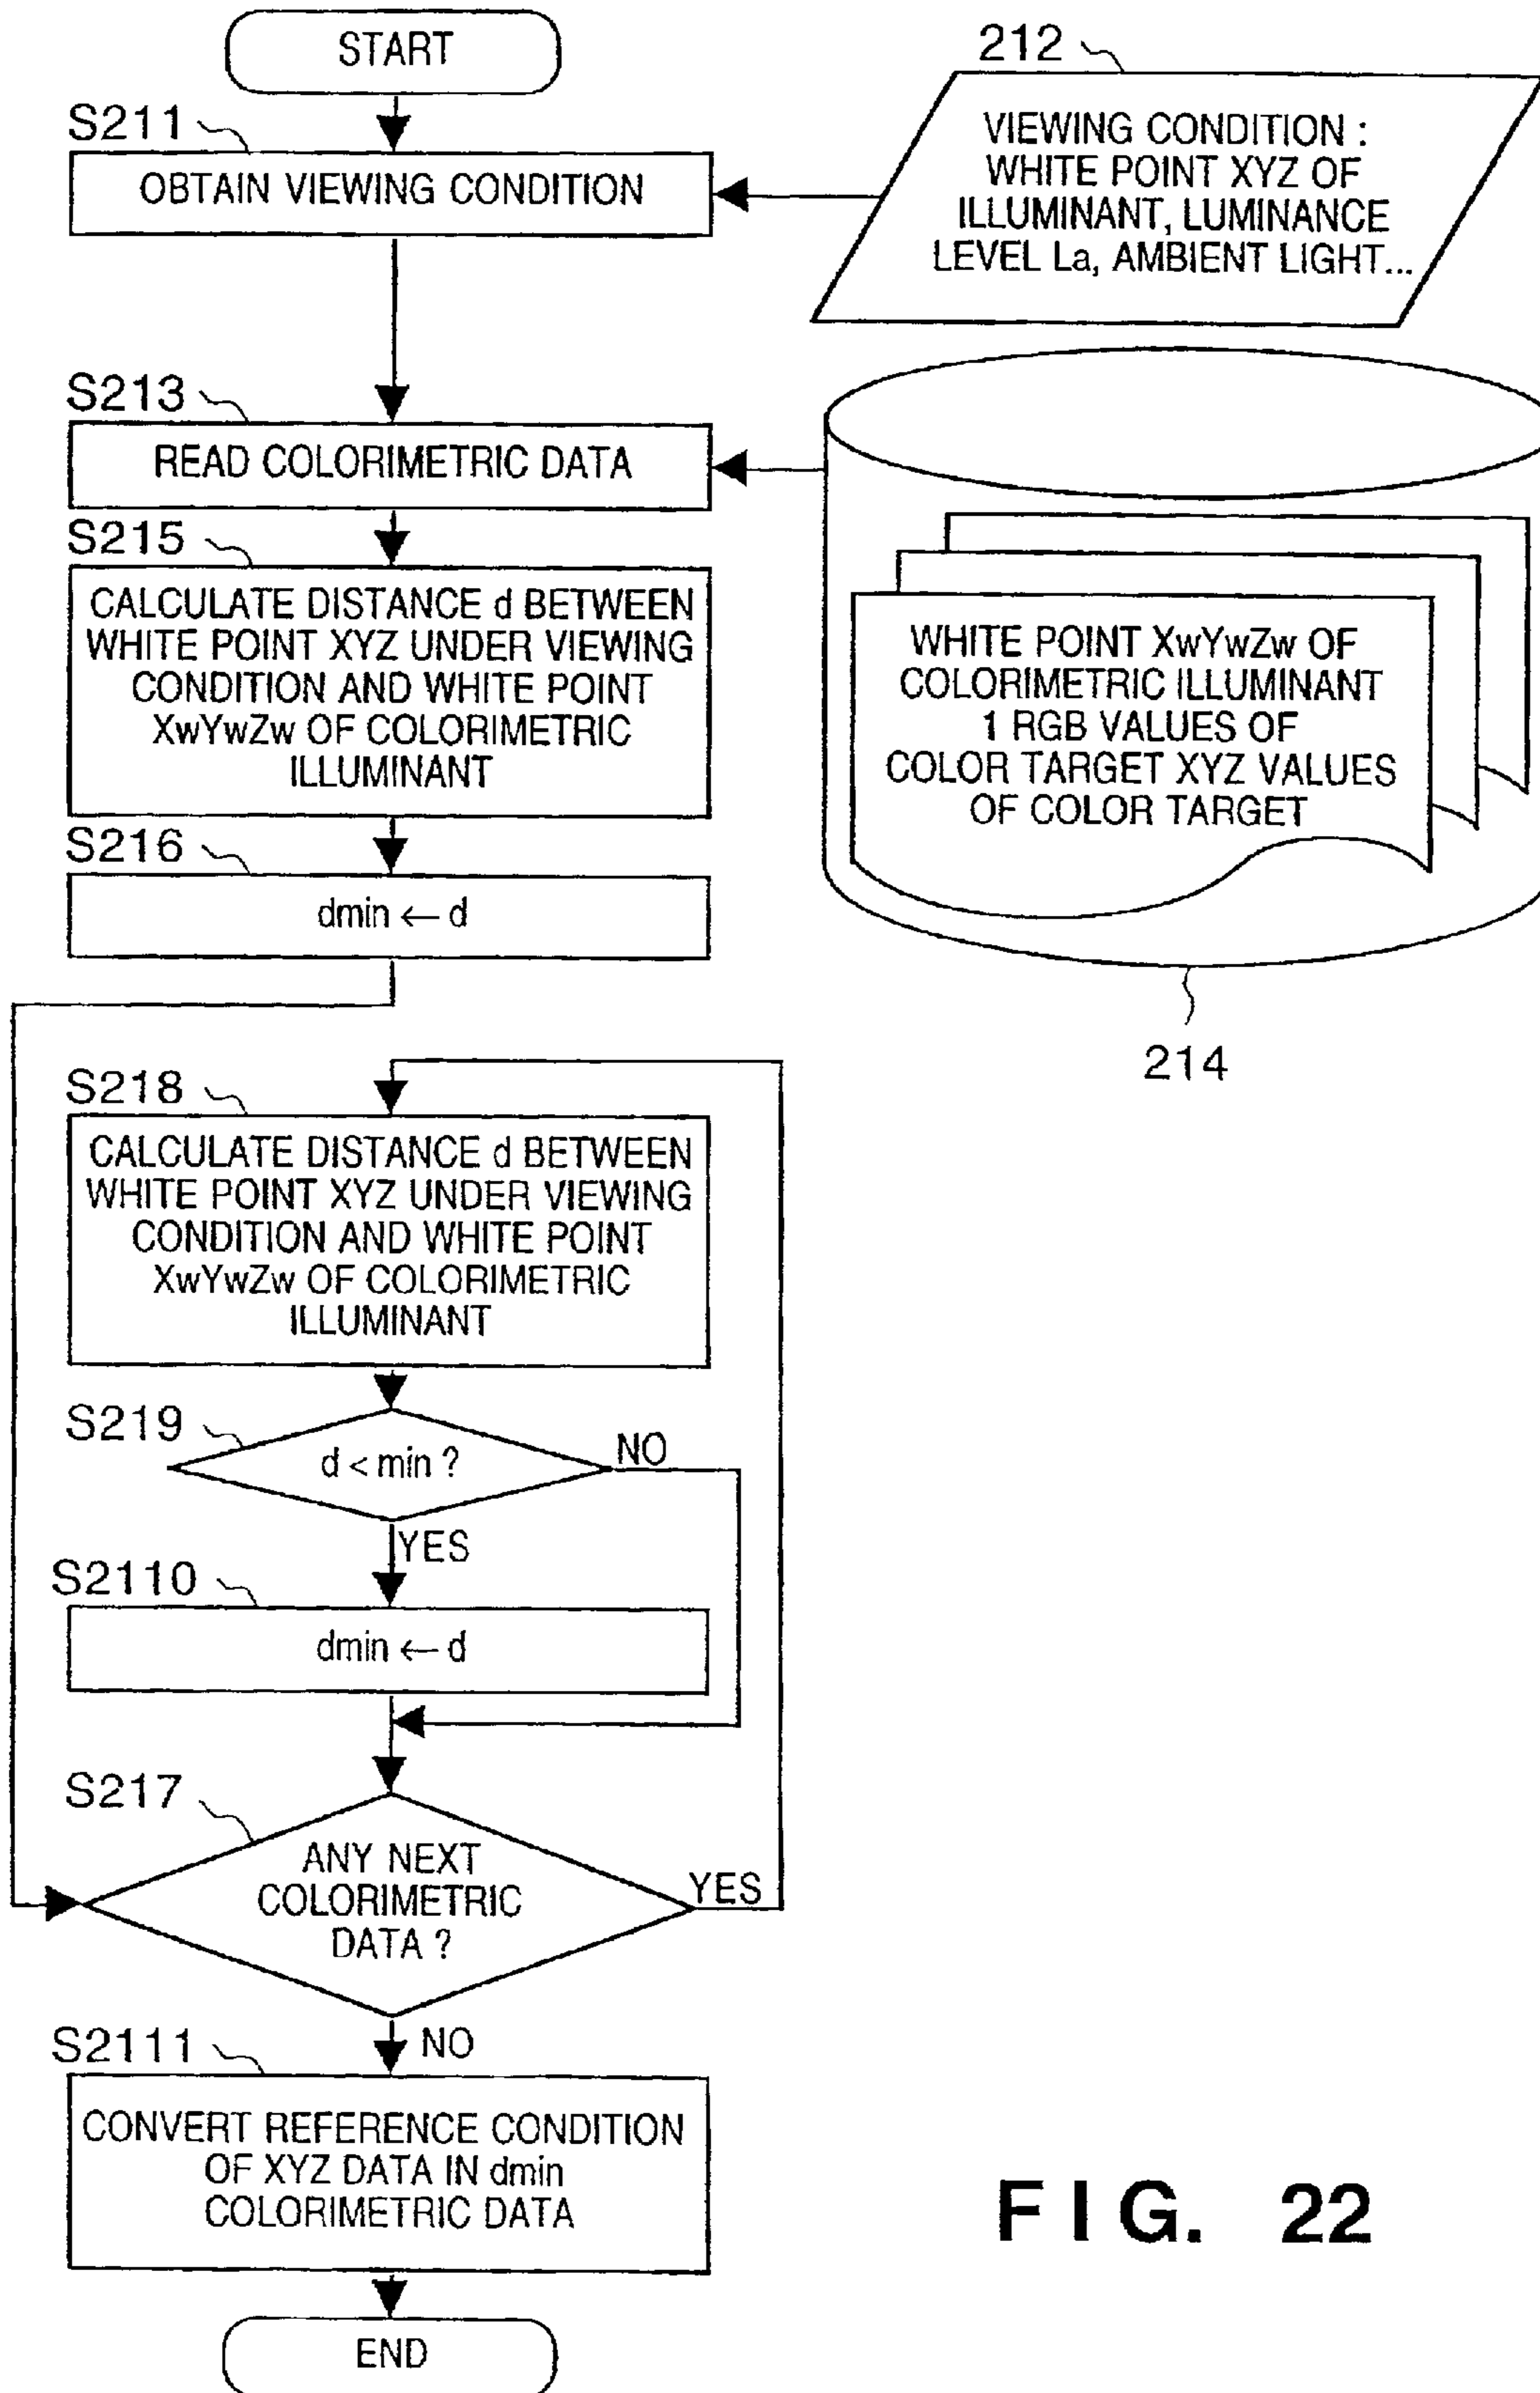 START
212
S211
OBTAIN VIEWING CONDITION
VIEWING CONDITION :
WHITE POINT XYZ OF
ILLUMINANT, LUMINANCE
LEVEL La, AMBIENT LIGHT...
S213
READ COLORIMETRIC DATA
S215
CALCULATE DISTANCE d BETWEEN
WHITE POINT XYZ UNDER VIEWING
CONDITION AND WHITE POINT
XwYwZw OF COLORIMETRIC
ILLUMINANT
WHITE POINT XwYwZw OF
COLORIMETRIC ILLUMINANT
1 RGB VALUES OF
COLOR TARGET XYZ VALUES
OF COLOR TARGET
214
S216
dmin ← d
S218
CALCULATE DISTANCE d BETWEEN
WHITE POINT XYZ UNDER VIEWING
CONDITION AND WHITE POINT
XwYwZw OF COLORIMETRIC
ILLUMINANT
S219
d < min ?
NO
YES
S2110
dmin ← d
S217
ANY NEXT
COLORIMETRIC
DATA ?
YES
NO
S2111
CONVERT REFERENCE CONDITION
OF XYZ DATA IN dmin
COLORIMETRIC DATA
END
FIG. 22